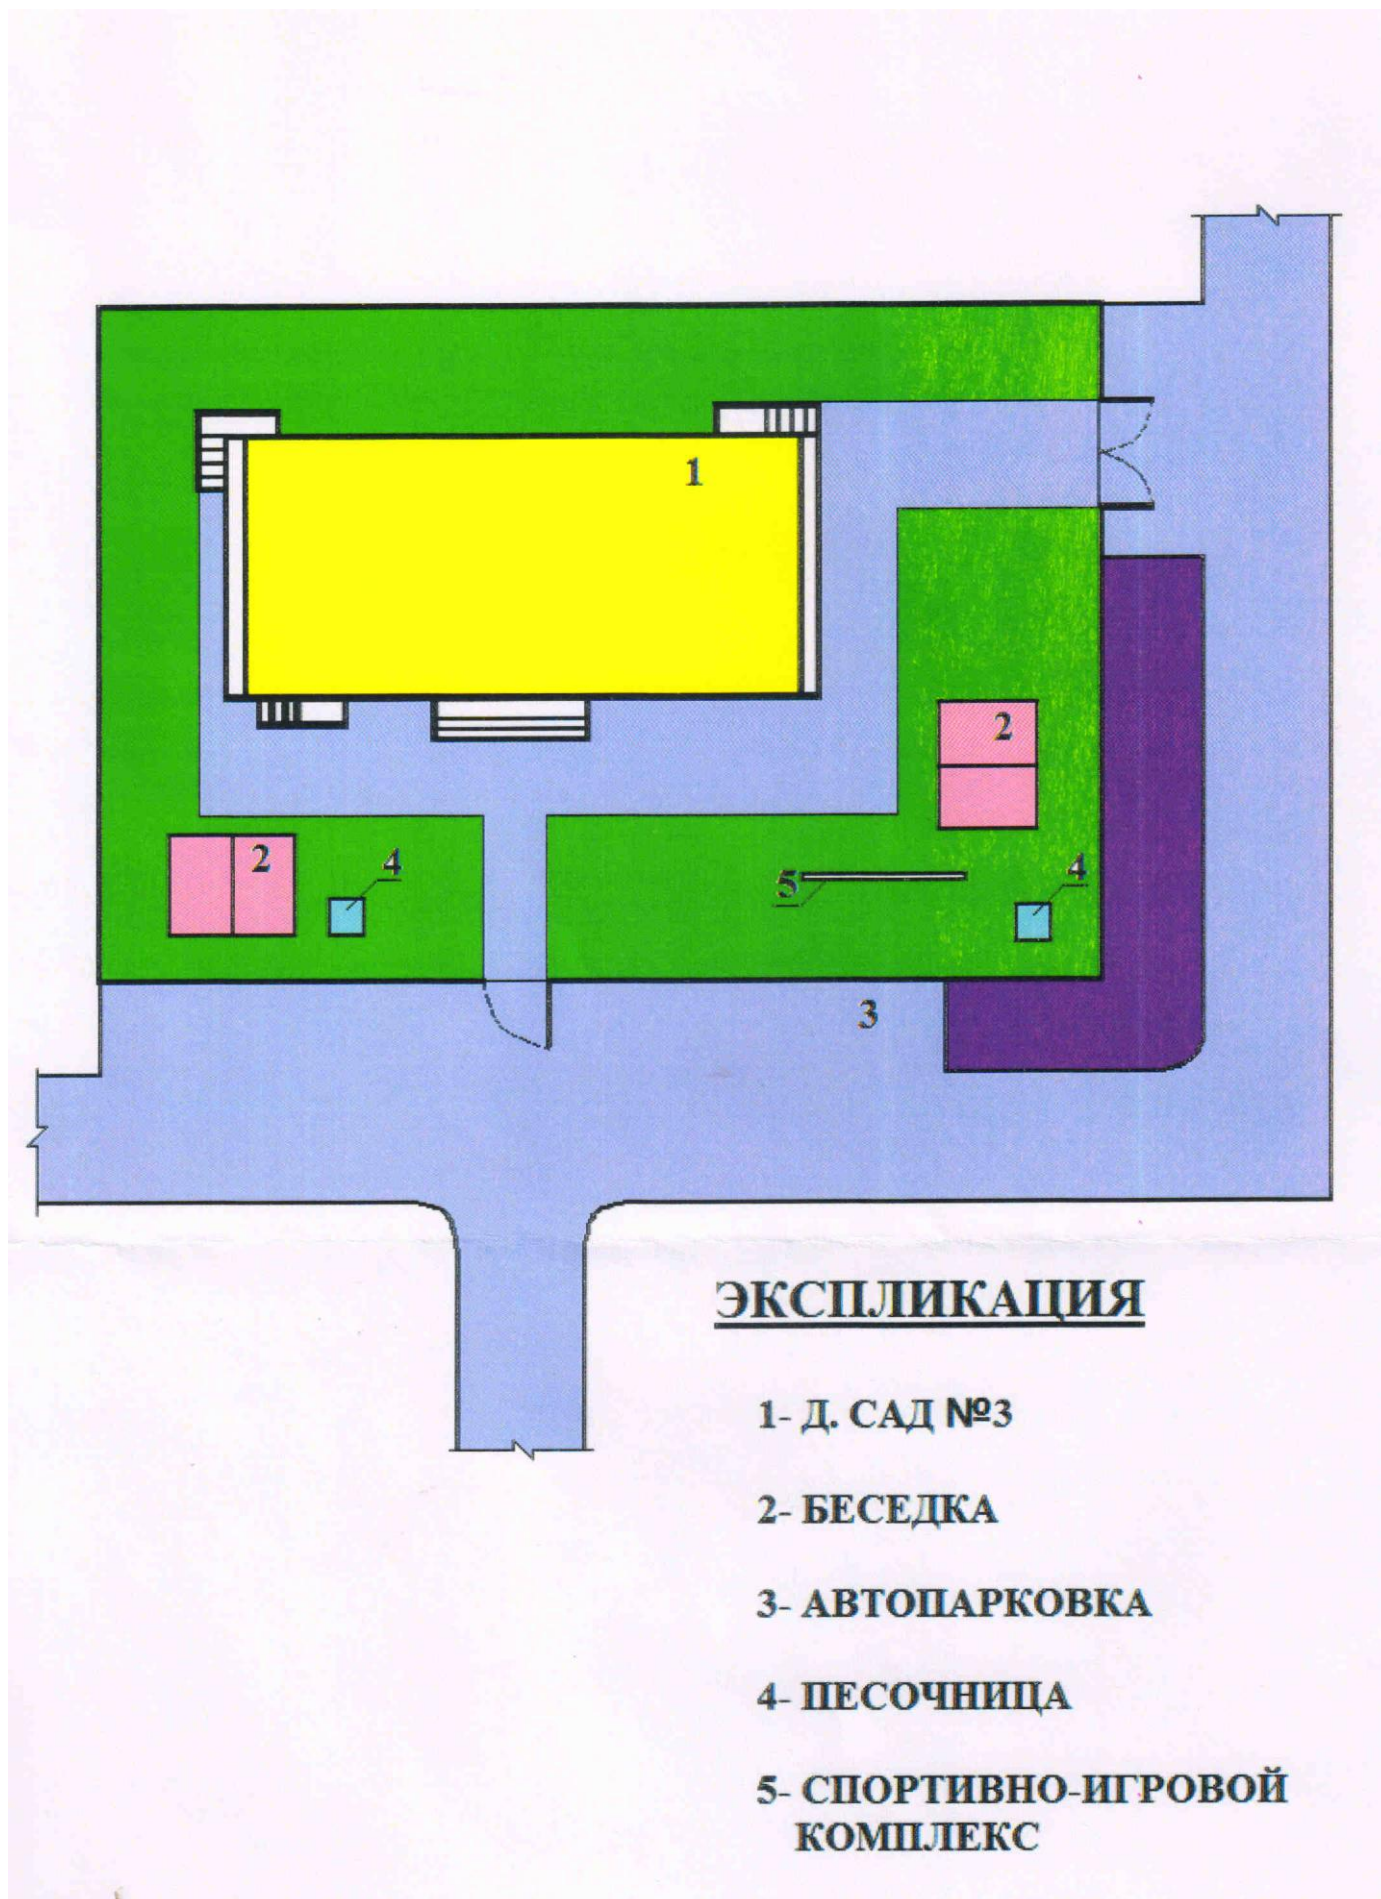 1
2
2
4
5
4
3
ЭКСПЛИКАЦИЯ
1- Д. САД №3
2- БЕСЕДКА
3- АВТОПАРКОВКА
4- ПЕСОЧНИЦА
5- СПОРТИВНО-ИГРОВОЙ
КОМПЛЕКС